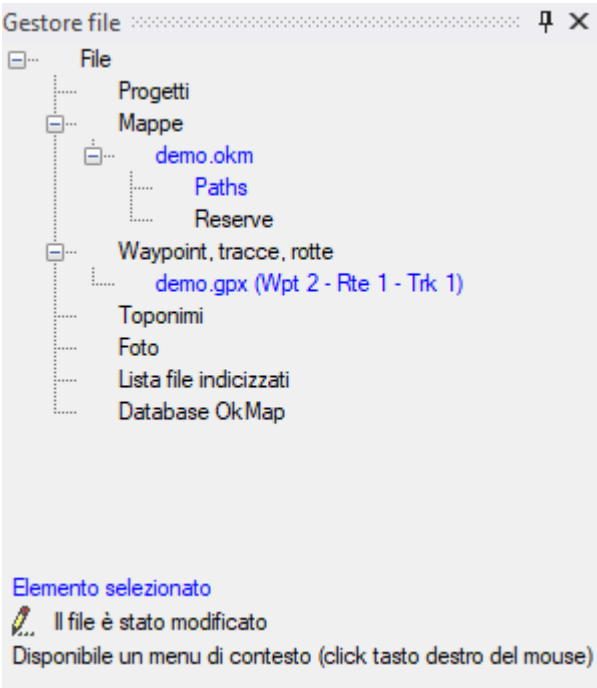 Gestore file
File
Progetti
Mappe
demo.okm
Paths
Reserve
Waypoint, tracce, rotte
demo.gpx (Wpt 2 - Rte 1 - Trk 1)
Toponimi
Foto
Lista file indicizzati
Database OkMap
Elemento selezionato
Il file è stato modificato
Disponibile un menu di contesto (click tasto destro del mouse)